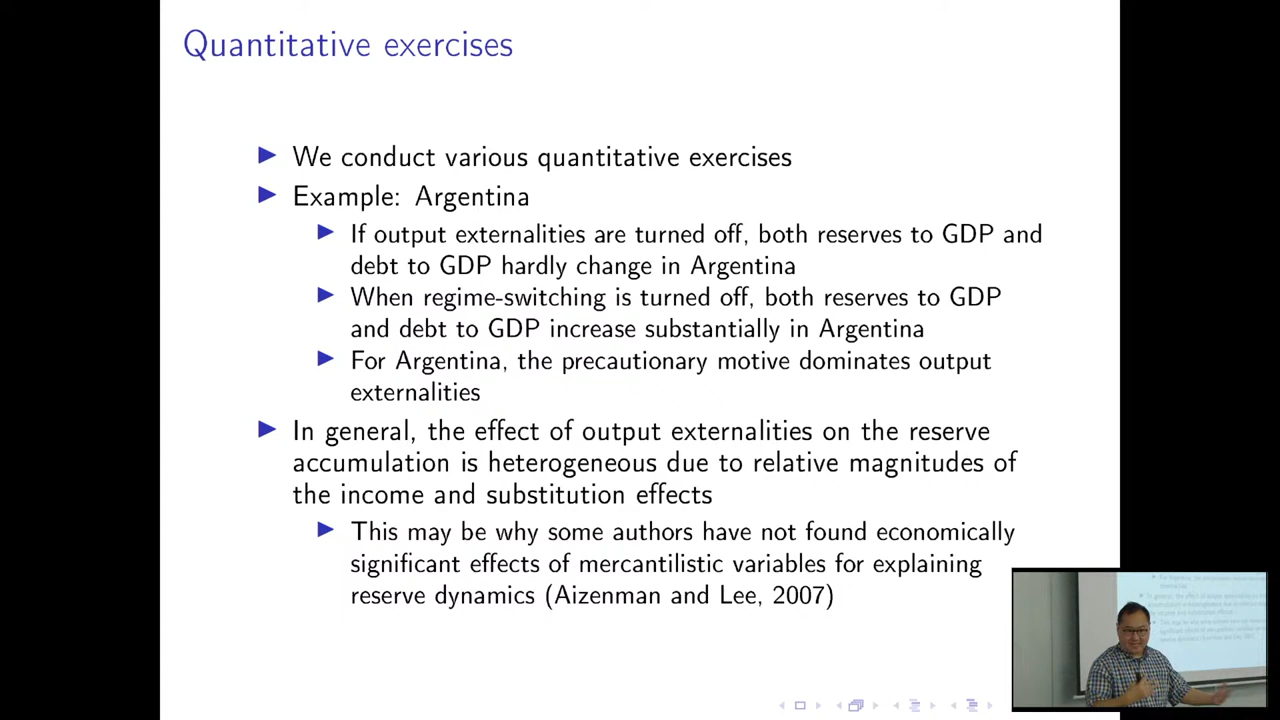 Quantitative exercises
We conduct various quantitative exercises
Example: Argentina
If output externalities are turned off, both reserves to GDP and
debt to GDP hardly change in Argentina
When regime-switching is turned off, both reserves to GDP
and debt to GDP increase substantially in Argentina
For Argentina, the precautionary motive dominates output
externalities
In general, the effect of output externalities on the reserve
accumulation is heterogeneous due to relative magnitudes of
the income and substitution effects
This may be why some authors have not found economically
significant effects of mercantilistic variables for explaining
reserve dynamics (Aizenman and Lee, 2007)